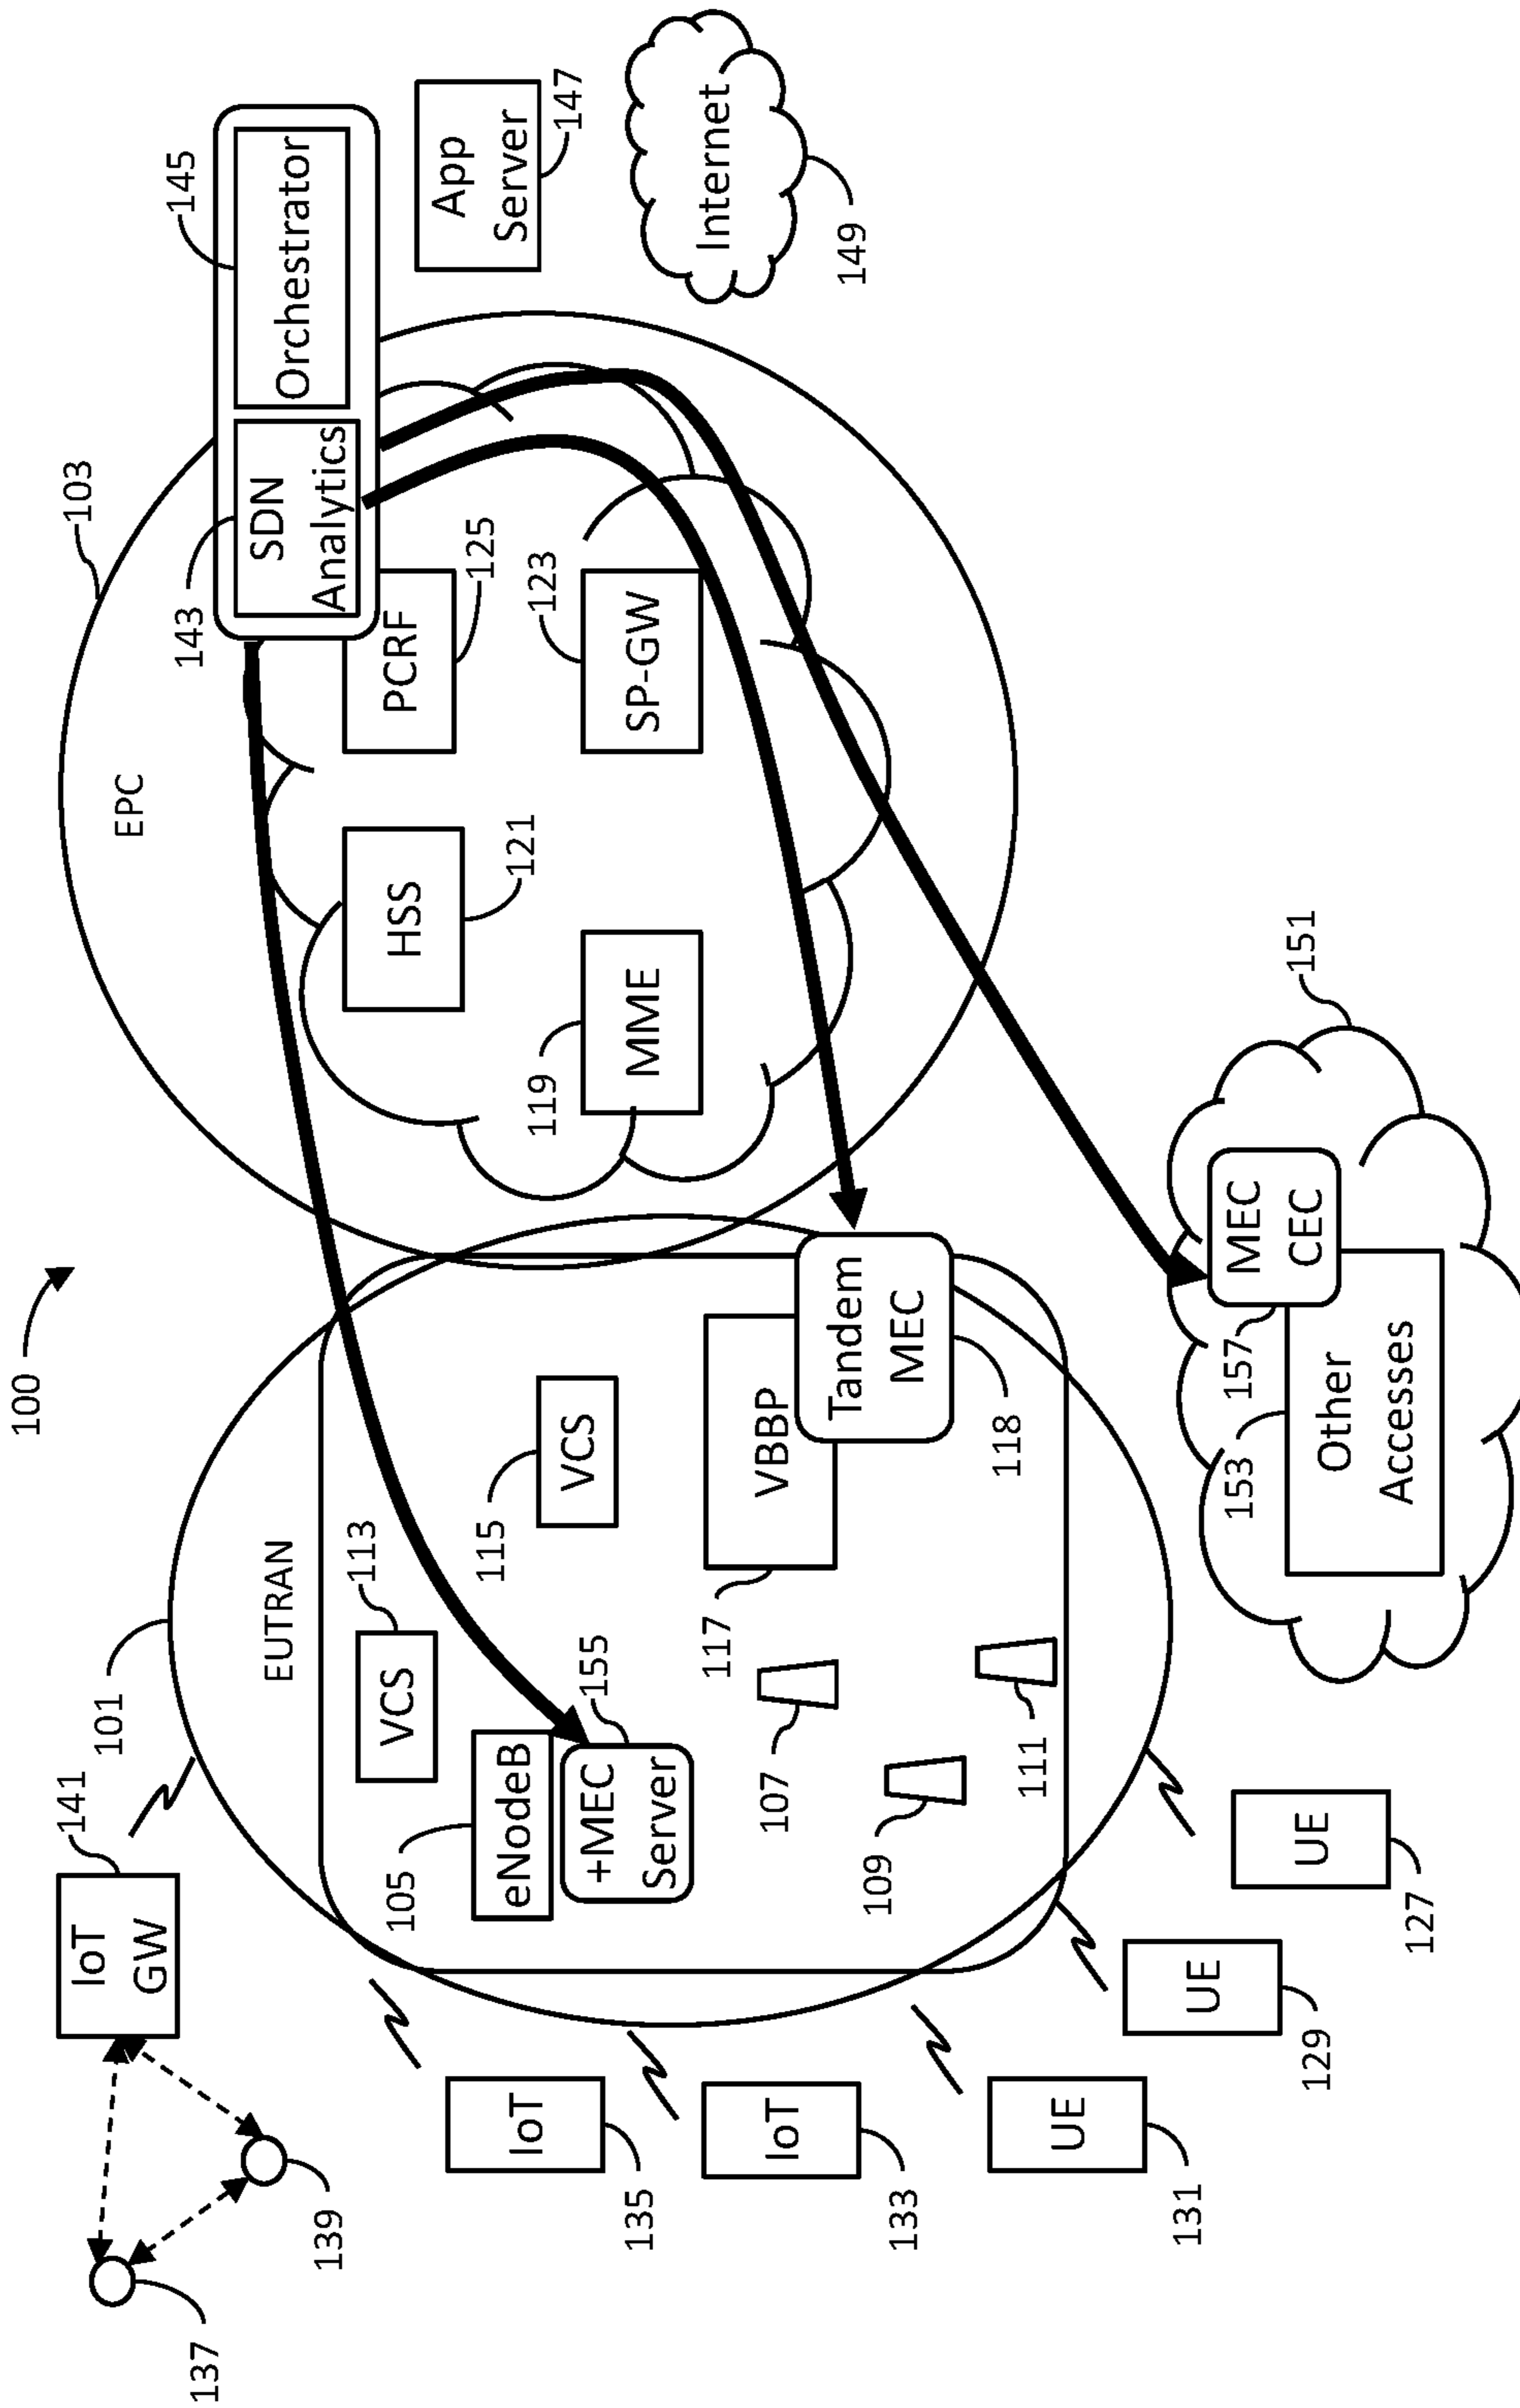 100
101
EUTRAN
103
EPC
141
IoT
GW
137
139
135
IoT
133
IoT
131
UE
129
UE
127
UE
105
eNodeB
+MEC
Server
155
113
VCS
115
VCS
117
VBBP
Tandem
MEC
118
107
109
111
119
MME
121
HSS
123
SP-GW
125
PCRF
143
SDN
Analytics
145
Orchestrator
App
Server
147
Internet
149
151
MEC
CEC
157
153
Other
Accesses